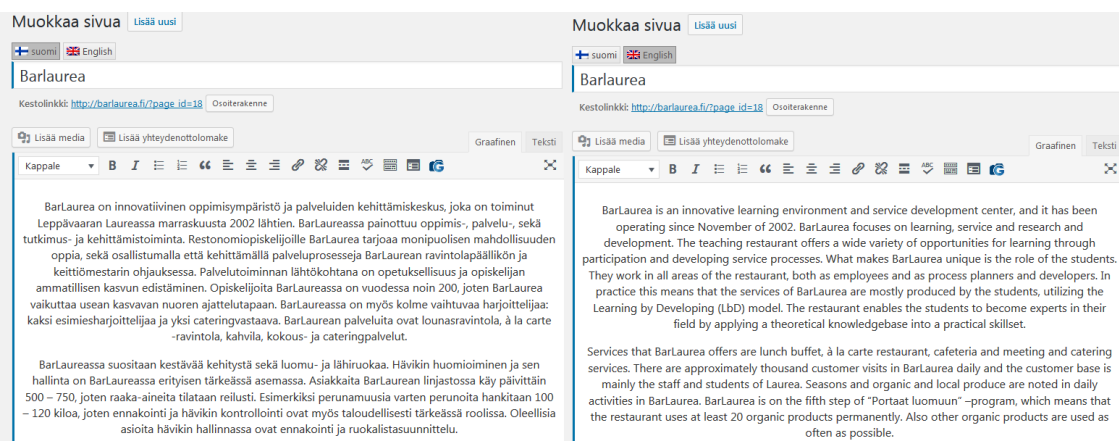 Muokkaa sivua Lisää uusi
suomi English
Barlaurea
Kestolinkki: http://barlaurea.fi/?page_id=18 Osoiterakenne
Lisää media Lisää yhteydenottolomake
Graafinen Teksti
Kappale B I ABC G
BarLaurea on innovatiivinen oppimisympäristö ja palveluiden kehittämiskeskus, joka on toiminut
Leppävaaran Laureassa marraskuusta 2002 lähtien. BarLaureassa painottuu oppimis-, palvelu-, sekä
tutkimus- ja kehittämistoiminta. Restonomiopiskelijoille BarLaurea tarjoaa monipuolisen mahdollisuuden
oppia, sekä osallistumalla että kehittämällä palveluprosesseja BarLaurean ravintolapäällikön ja
keittiömestarin ohjauksessa. Palvelutoiminnan lähtökohtana on opetuksellisuus ja opiskelijan
ammatillisen kasvun edistäminen. Opiskelijoita BarLaureassa on vuodessa noin 200, joten BarLaurea
vaikuttaa usean kasvavan nuoren ajattelutapaan. BarLaureassa on myös kolme vaihtuvaa harjoittelijaa:
kaksi esimiesharjoittelijaa ja yksi cateringvastaava. BarLaurean palveluita ovat lounasravintola, à la carte
-ravintola, kahvila, kokous- ja cateringpalvelut.
BarLaureassa suositaan kestävää kehitystä sekä luomu- ja lähiruokaa. Hävikin huomioiminen ja sen
hallinta on BarLaureassa erityisen tärkeässä asemassa. Asiakkaita BarLaurean linjastossa käy päivittäin
500 – 750, joten raaka-aineita tilataan reilusti. Esimerkiksi perunamuusia varten perunoita hankitaan 100
– 120 kiloa, joten ennakointi ja hävikin kontrollointi ovat myös taloudellisesti tärkeässä roolissa. Oleellisia
asioita hävikin hallinnassa ovat ennakointi ja ruokalistasuunnittelu.
Muokkaa sivua Lisää uusi
suomi English
Barlaurea
Kestolinkki: http://barlaurea.fi/?page_id=18 Osoiterakenne
Lisää media Lisää yhteydenottolomake
Graafinen Teksti
Kappale B I ABC G
BarLaurea is an innovative learning environment and service development center, and it has been
operating since November of 2002. BarLaurea focuses on learning, service and research and
development. The teaching restaurant offers a wide variety of opportunities for learning through
participation and developing service processes. What makes BarLaurea unique is the role of the students.
They work in all areas of the restaurant, both as employees and as process planners and developers. In
practice this means that the services of BarLaurea are mostly produced by the students, utilizing the
Learning by Developing (LbD) model. The restaurant enables the students to become experts in their
field by applying a theoretical knowledgebase into a practical skillset.
Services that BarLaurea offers are lunch buffet, à la carte restaurant, cafeteria and meeting and catering
services. There are approximately thousand customer visits in BarLaurea daily and the customer base is
mainly the staff and students of Laurea. Seasons and organic and local produce are noted in daily
activities in BarLaurea. BarLaurea is on the fifth step of "Portaat luomuun" –program, which means that
the restaurant uses at least 20 organic products permanently. Also other organic products are used as
often as possible.